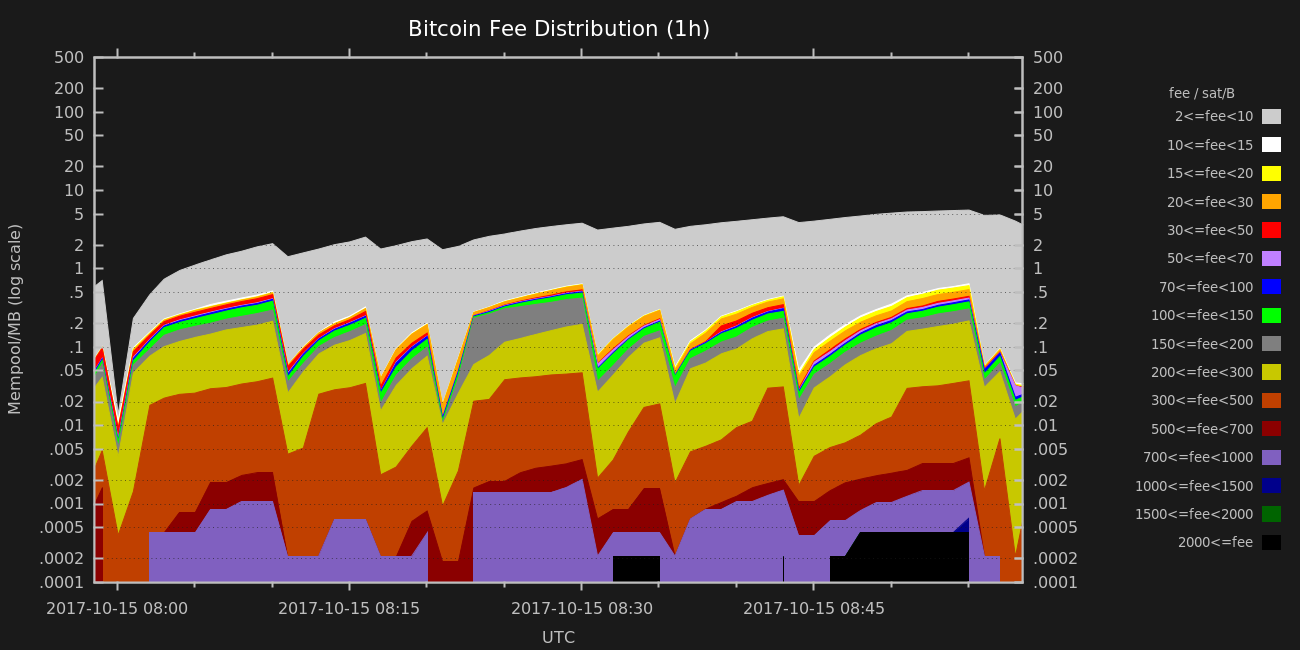 Bitcoin Fee Distribution (1h)
500
200
100
50
20
10
5
2
1
.5
.2
.1
.05
.02
.01
.005
.002
.001
.0005
.0002
.0001
Mempool/MB (log scale)
500
200
100
50
20
10
5
2
1
.5
.2
.1
.05
.02
.01
.005
.002
.001
.0005
.0002
.0001
2017-10-15 08:00 2017-10-15 08:15 2017-10-15 08:30 2017-10-15 08:45
UTC
fee / sat/B
2<=fee<10
10<=fee<15
15<=fee<20
20<=fee<30
30<=fee<50
50<=fee<70
70<=fee<100
100<=fee<150
150<=fee<200
200<=fee<300
300<=fee<500
500<=fee<700
700<=fee<1000
1000<=fee<1500
1500<=fee<2000
2000<=fee